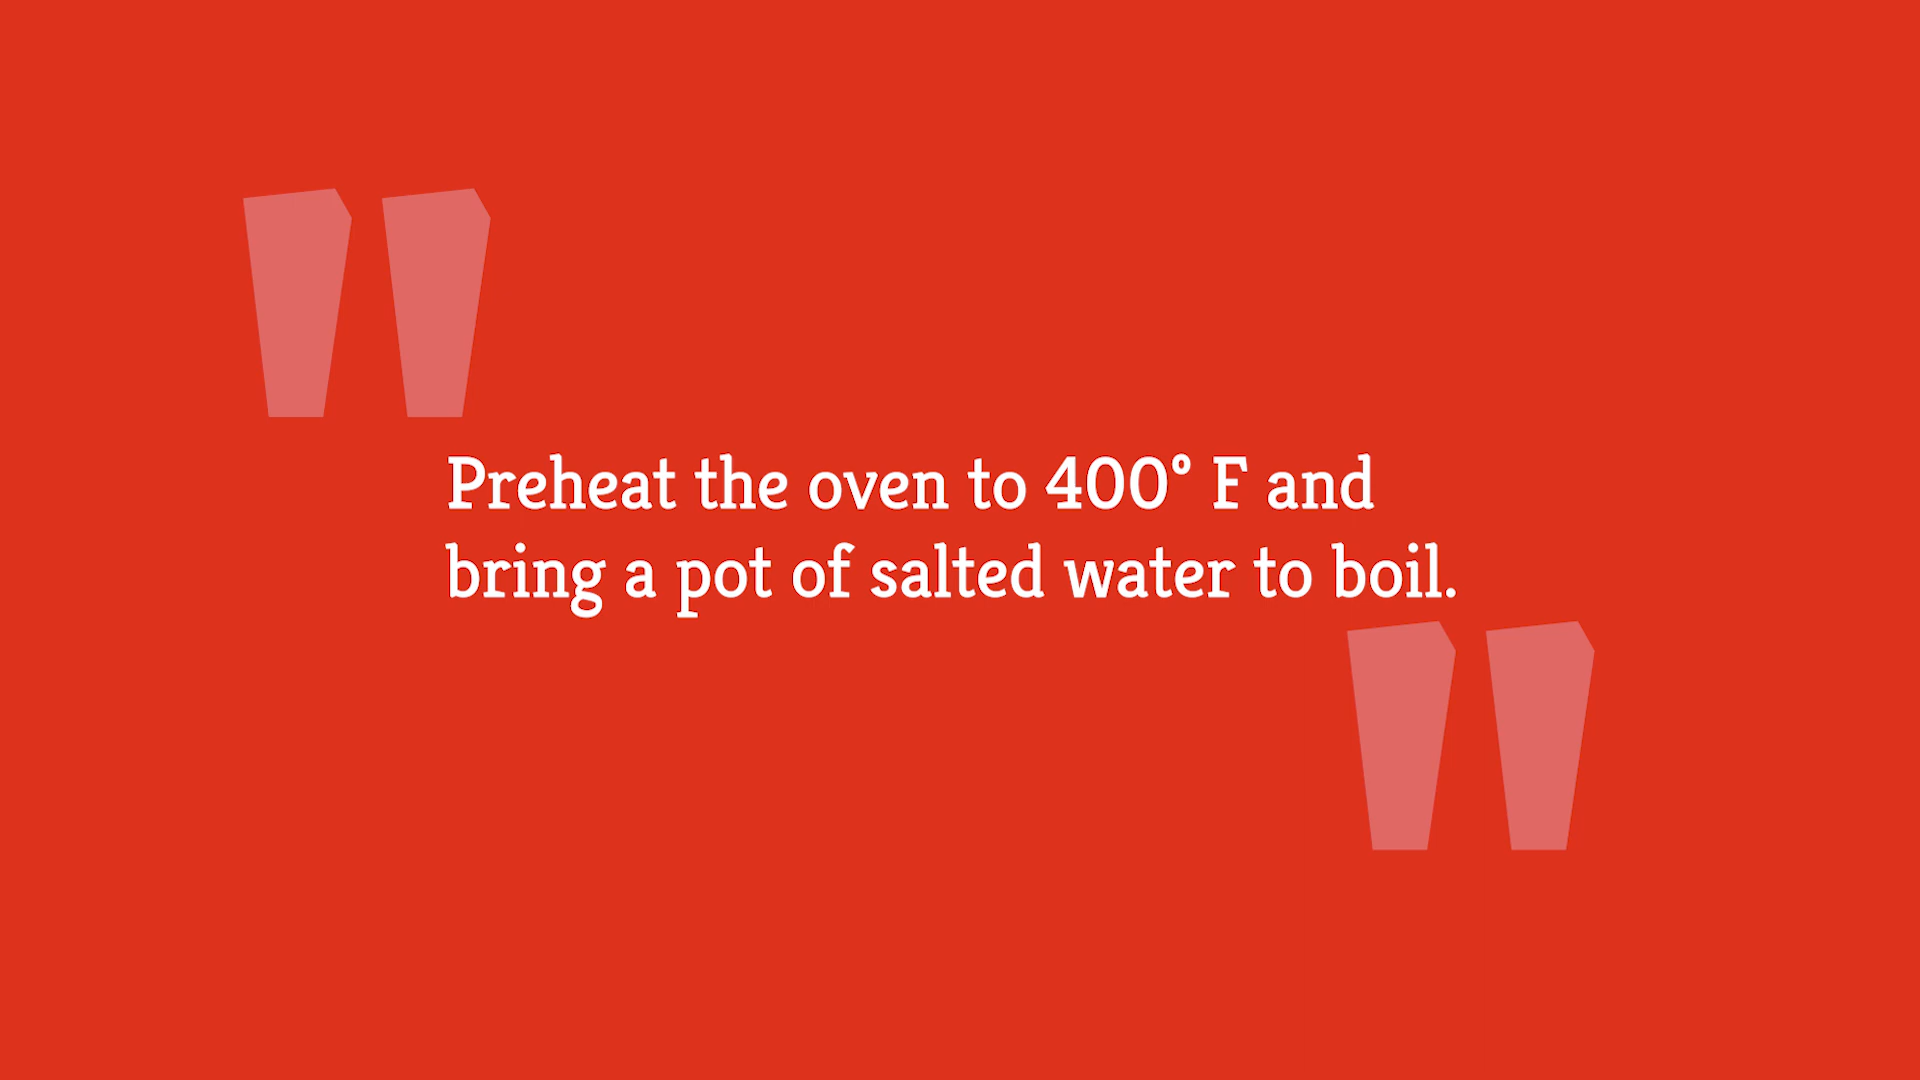 "
Preheat the oven to 400° F and
bring a pot of salted water to boil.
"